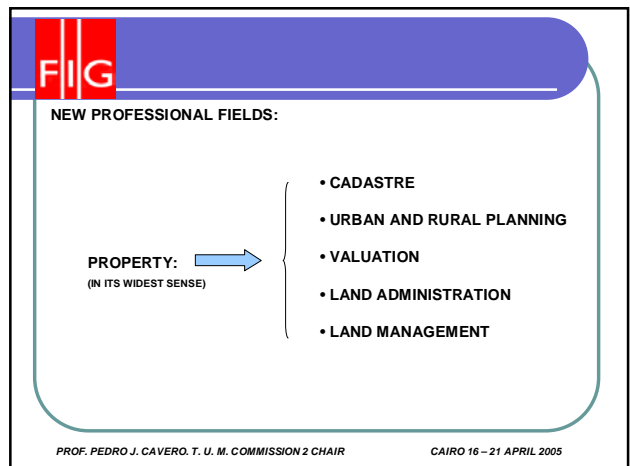 FIG
NEW PROFESSIONAL FIELDS:
PROPERTY:
(IN ITS WIDEST SENSE)
• CADASTRE
• URBAN AND RURAL PLANNING
• VALUATION
• LAND ADMINISTRATION
• LAND MANAGEMENT
PROF. PEDRO J. CAVERO. T. U. M. COMMISSION 2 CHAIR CAIRO 16 – 21 APRIL 2005